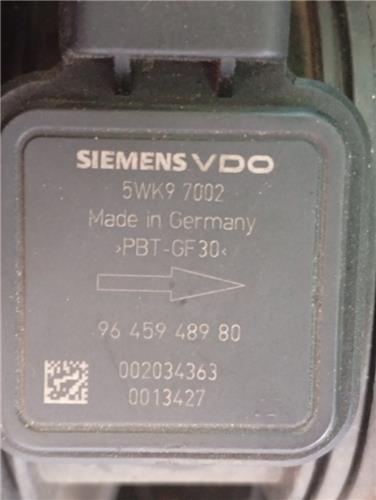 SIEMENS VDO
5WK9 7002
Made in Germany
>PBT-GF30<
96 459 489 80
002034363
0013427